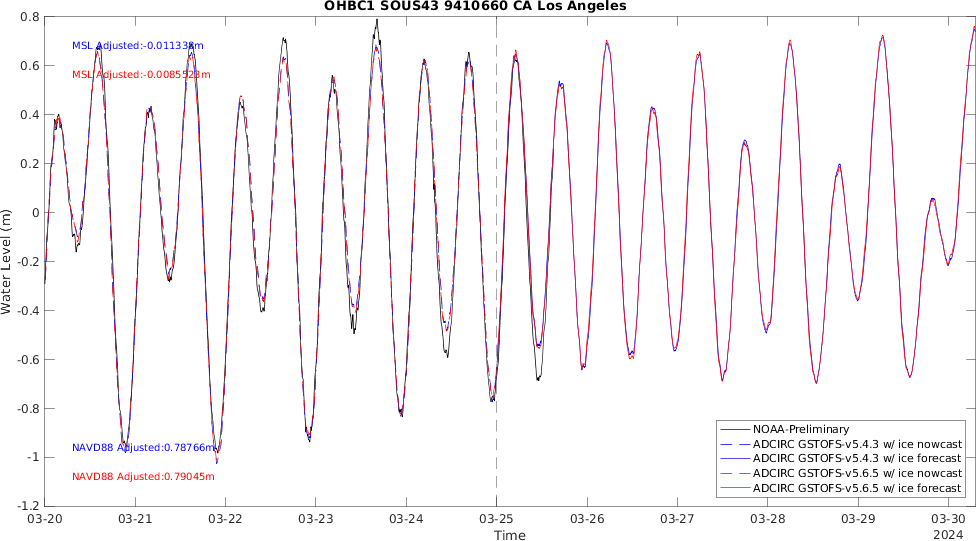 OHBC1 SOUS43 9410660 CA Los Angeles
0.8
MSL Adjusted:-0.011338m
MSL Adjusted:-0.0085523m
0.6
0.4
0.2
0
-0.2
-0.4
-0.6
-0.8
-1
-1.2
Water Level (m)
NAVD88 Adjusted:0.78766m
NAVD88 Adjusted:0.79045m
NOAA-Preliminary
ADCIRC GSTOFS-v5.4.3 w/ ice nowcast
ADCIRC GSTOFS-v5.4.3 w/ ice forecast
ADCIRC GSTOFS-v5.6.5 w/ ice nowcast
ADCIRC GSTOFS-v5.6.5 w/ ice forecast
03-20 03-21 03-22 03-23 03-24 03-25 03-26 03-27 03-28 03-29 03-30
2024
Time